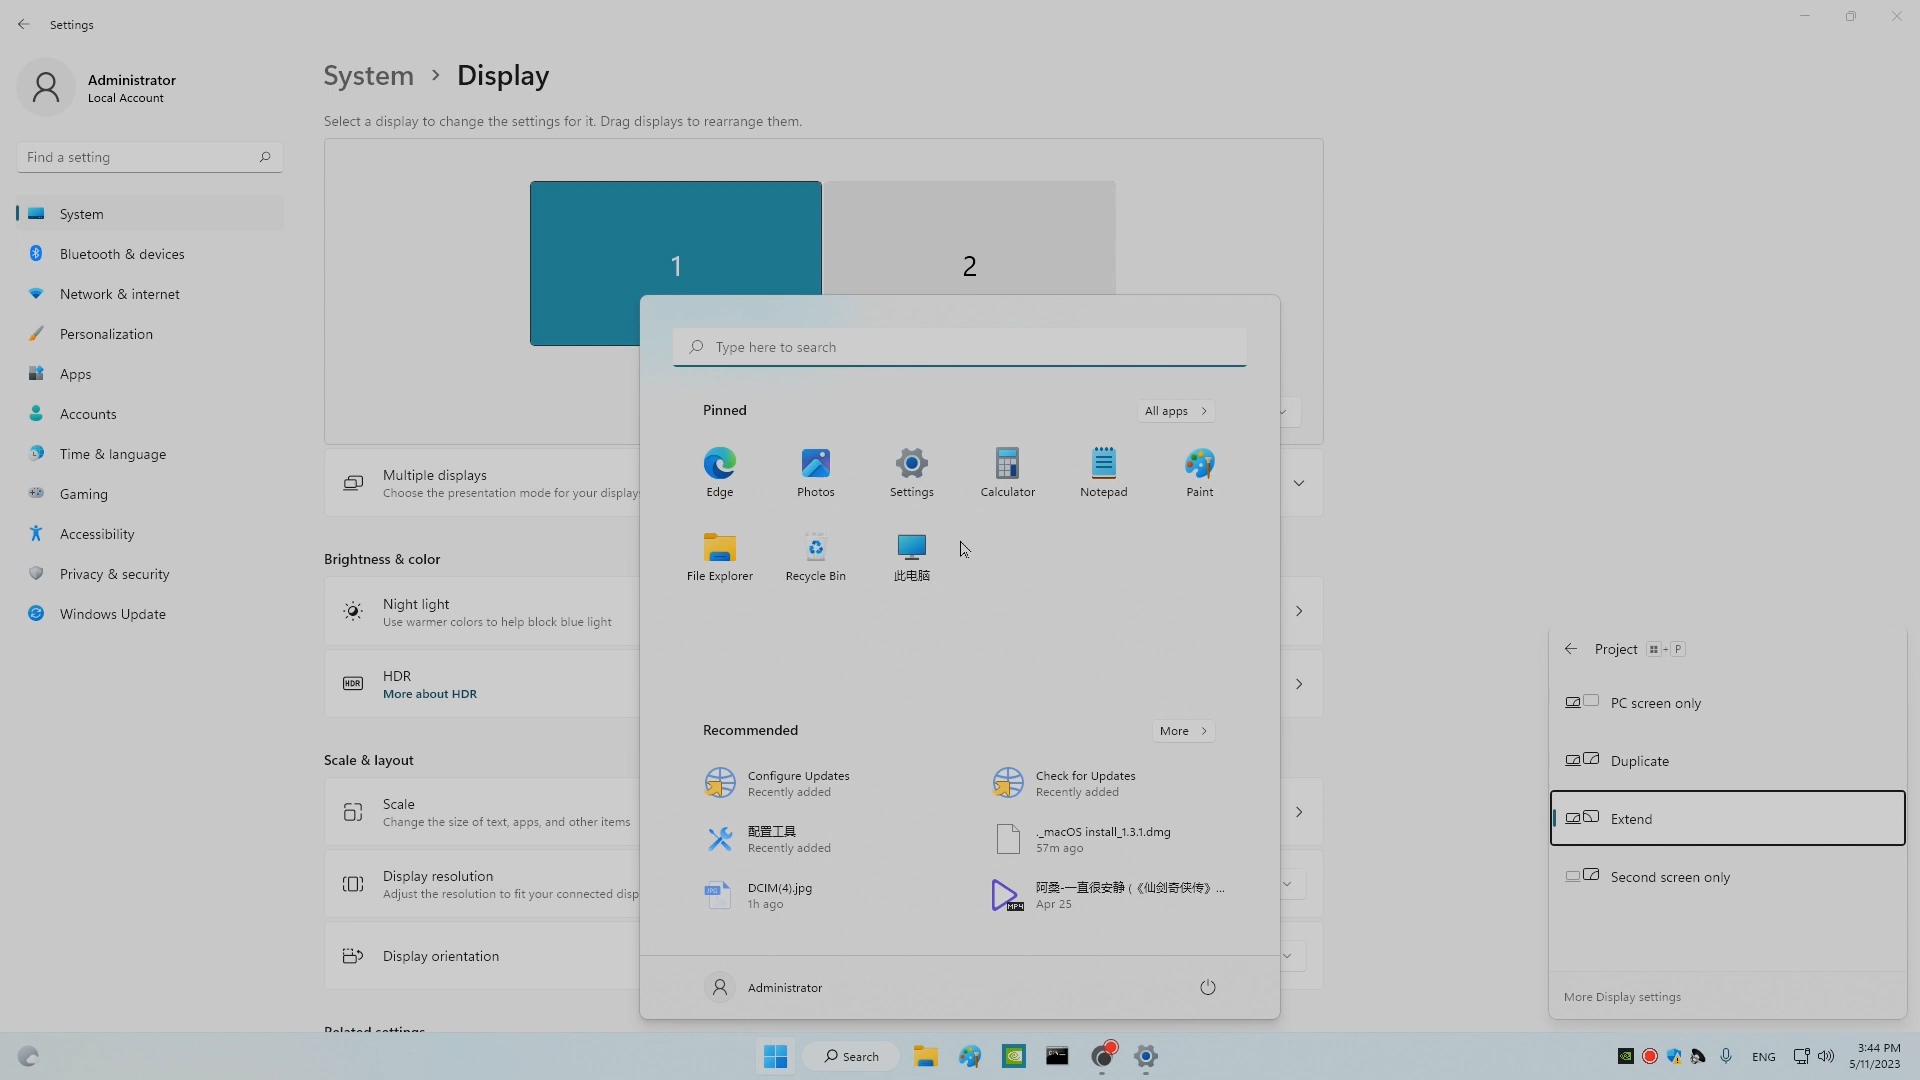 Settings
Administrator
Local Account
Find a setting
System
Bluetooth & devices
Network & internet
Personalization
Apps
Accounts
Time & language
Gaming
Accessibility
Privacy & security
Windows Update
System > Display
Select a display to change the settings for it. Drag displays to rearrange them.
1
2
Multiple displays
Choose the presentation mode for your display
Brightness & color
Night light
Use warmer colors to help block blue light
HDR
HDR
More about HDR
Scale & layout
Scale
Change the size of text, apps, and other items
Display resolution
Adjust the resolution to fit your connected disp
Display orientation
Related settings
Type here to search
Pinned
All apps >
Edge
Photos
Settings
Calculator
Notepad
Paint
File Explorer
Recycle Bin
此电脑
Recommended
More >
Configure Updates
Recently added
Check for Updates
Recently added
配置工具
Recently added
._macOS install_1.3.1.dmg
57m ago
JPG
DCIM(4).jpg
1h ago
MP4
阿桑-一直很安静 (《仙剑奇侠传》...
Apr 25
Administrator
Project + P
PC screen only
Duplicate
Extend
Second screen only
More Display settings
Search
ENG
3:44 PM
5/11/2023